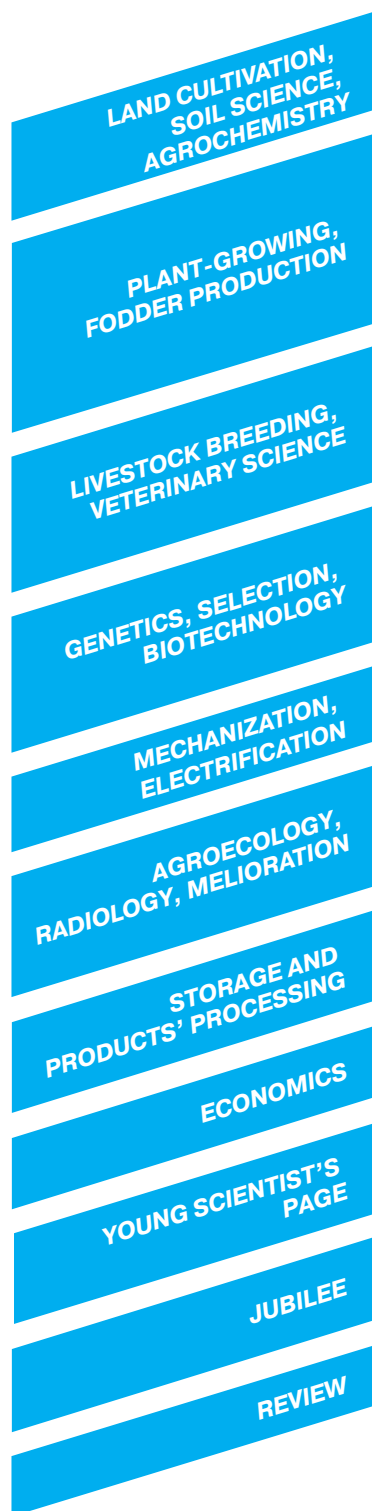 LAND CULTIVATION,
SOIL SCIENCE,
AGROCHEMISTRY
PLANT-GROWING,
FODDER PRODUCTION
LIVESTOCK BREEDING,
VETERINARY SCIENCE
GENETICS, SELECTION,
BIOTECHNOLOGY
MECHANIZATION,
ELECTRIFICATION
AGROECOLOGY,
RADIOLOGY, MELIORATION
STORAGE AND
PRODUCTS' PROCESSING
ECONOMICS
YOUNG SCIENTIST'S
PAGE
JUBILEE
REVIEW